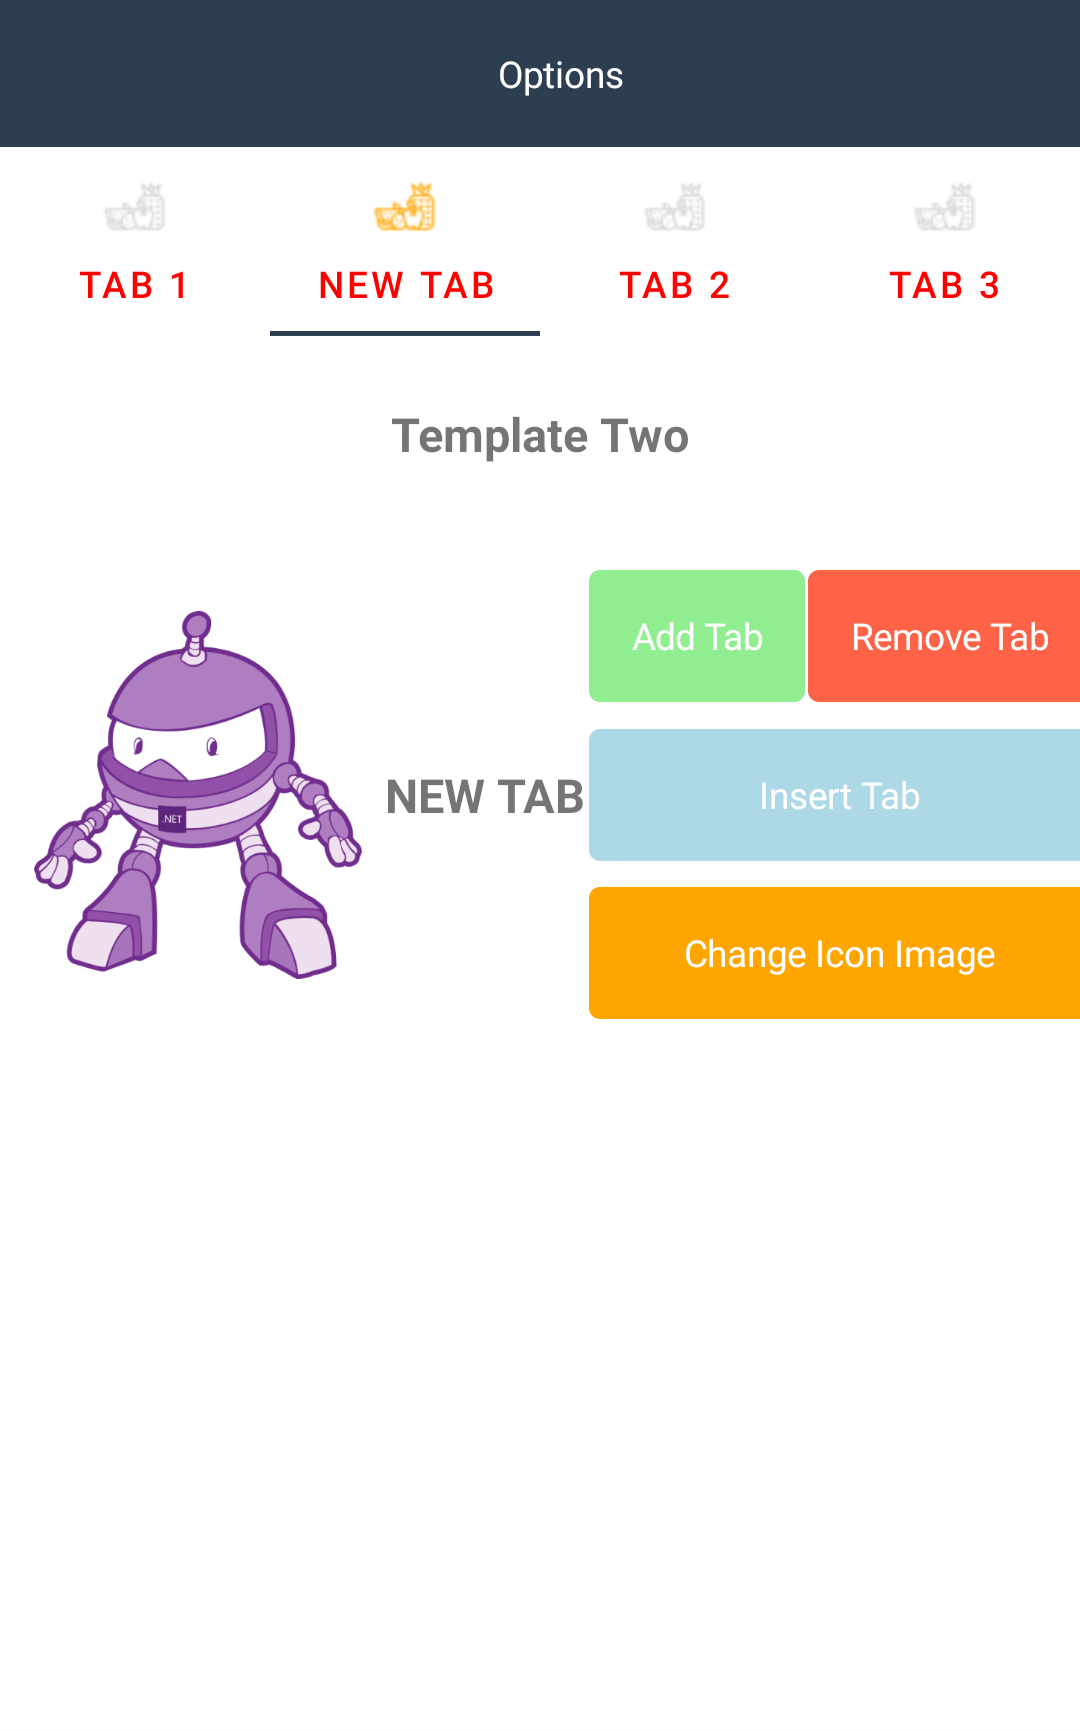 Options
TAB 1 NEW TAB TAB 2 TAB 3
Template Two
Add Tab Remove Tab
.NET NEW TAB Insert Tab
Change Icon Image